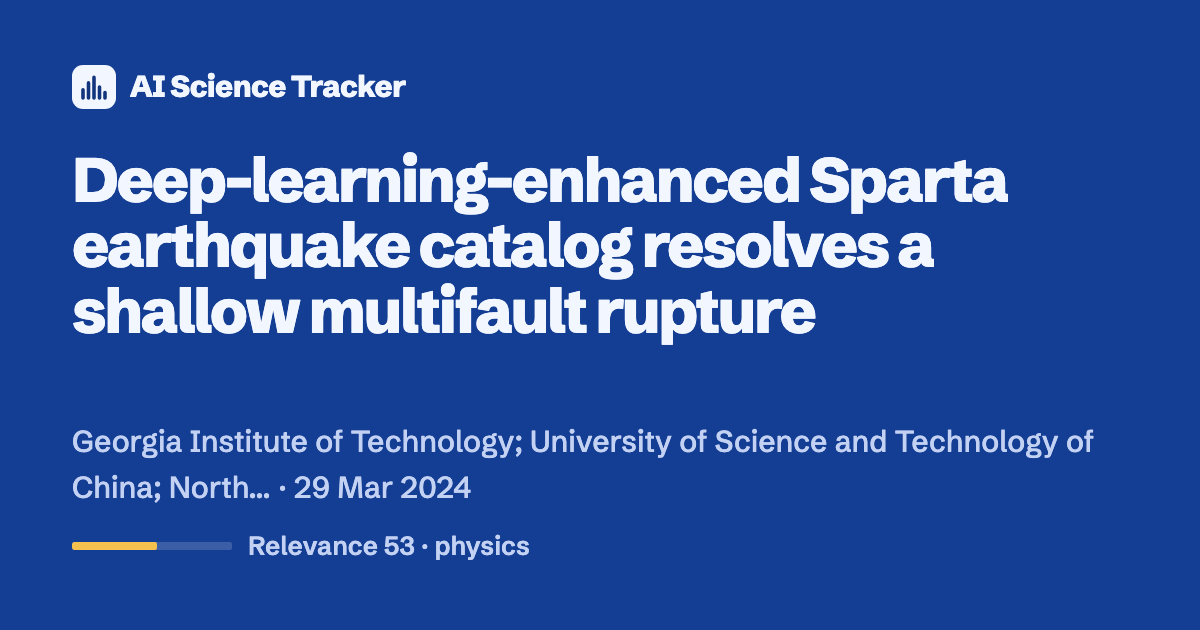 AI Science Tracker
Deep-learning-enhanced Sparta
earthquake catalog resolves a
shallow multifault rupture
Georgia Institute of Technology; University of Science and Technology of
China; North... · 29 Mar 2024
Relevance 53 · physics